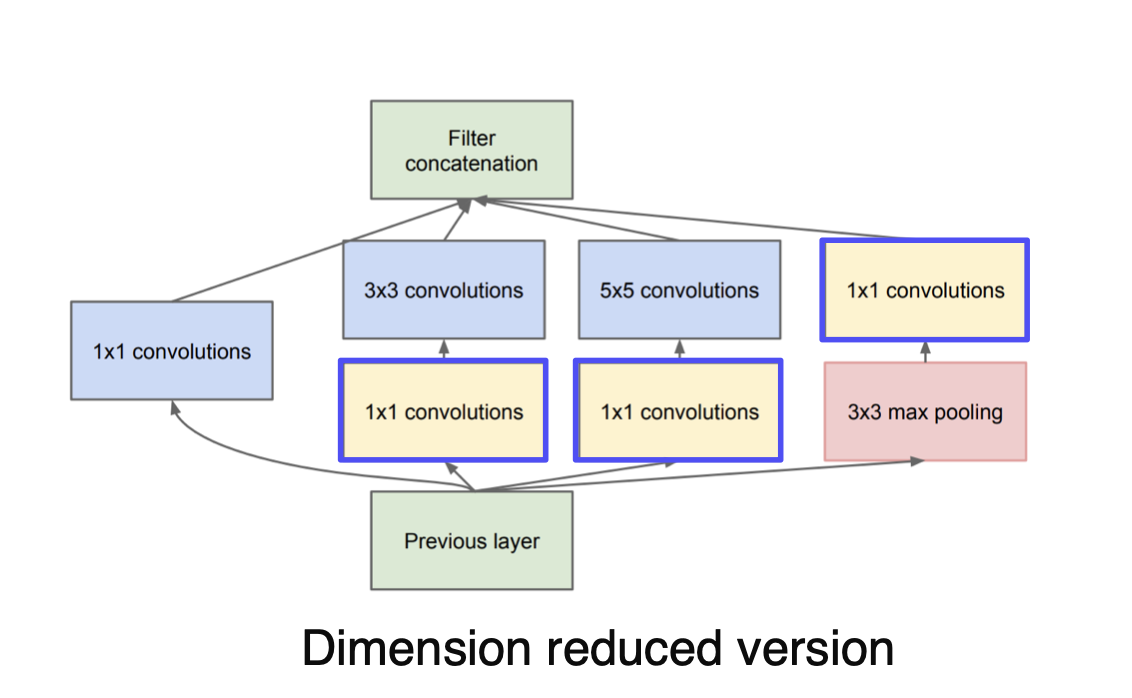 Filter
concatenation
3x3 convolutions
5x5 convolutions
1x1 convolutions
1x1 convolutions
1x1 convolutions
1x1 convolutions
3x3 max pooling
Previous layer
Dimension reduced version